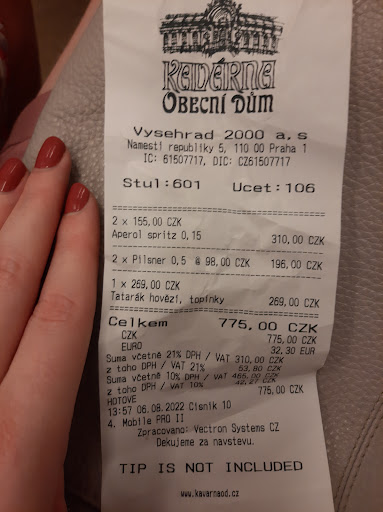 KAVÁRNA
OBECNÍ DŮM
Vysehrad 2000 a.s
Namesti republiky 5, 110 00 Praha 1
IC: 61507717, DIC: CZ61507717
Stul:601 Ucet:106
2 x 155,00 CZK
Aperol spritz 0,15 310,00 CZK
2 x Pilsner 0,5 @ 98,00 CZK 196,00 CZK
1 x 269,00 CZK
Tatarák hovězí, topinky 269,00 CZK
Celkem 775,00 CZK
CZK 775,00 CZK
EURO 32,30 EUR
Suma včetně 21% DPH / VAT 310,00 CZK
z toho DPH / VAT 21% 53,80 CZK
Suma včetně 10% DPH / VAT 465,00 CZK
z toho DPH / VAT 10% 42,27 CZK
HOTOVE 775,00 CZK
13:57 06.08.2022 Cisnik 10
4. Mobile PRO II
Zpracovano: Vectron Systems CZ
Dekujeme za navstevu.
TIP IS NOT INCLUDED
www.kavarnaod.cz